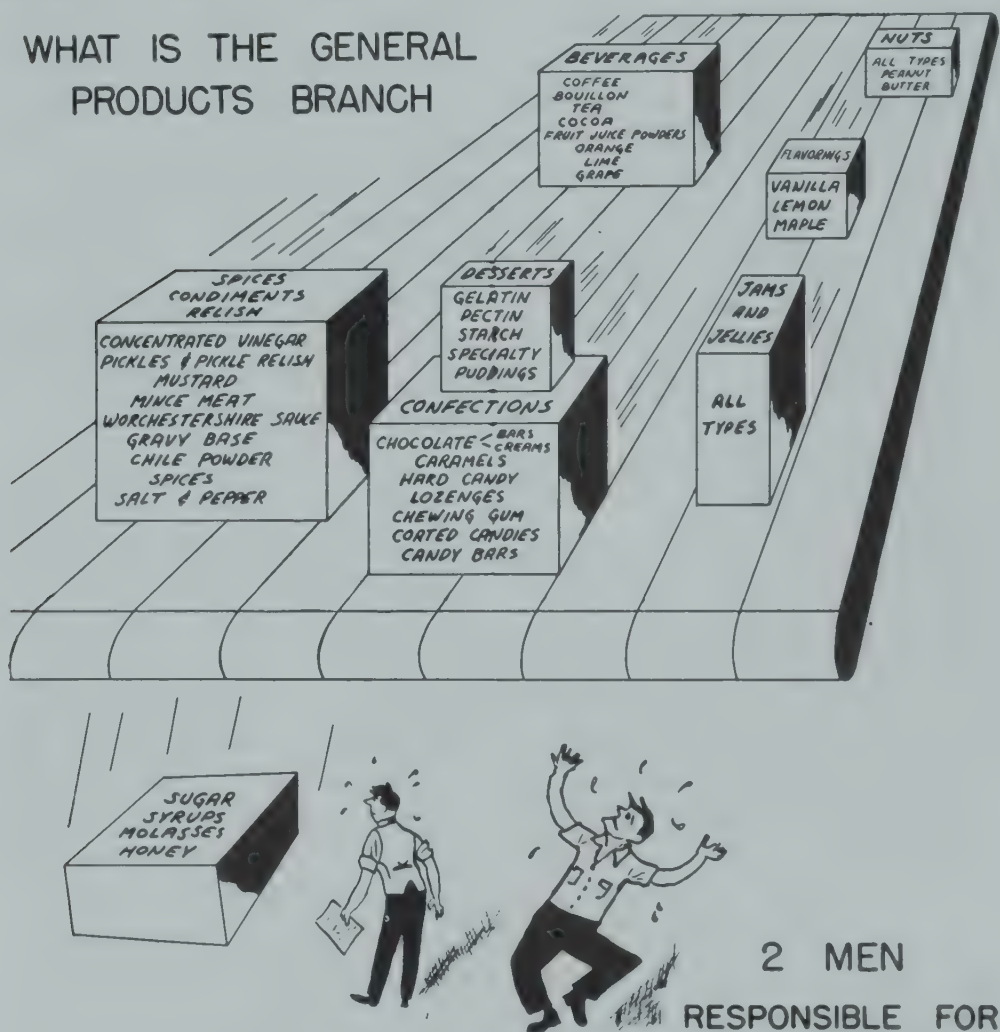 WHAT IS THE GENERAL
PRODUCTS BRANCH
NUTS
ALL TYPES
PEANUT
BUTTER
BEVERAGES
COFFEE
BOUILLON
TEA
COCOA
FRUIT JUICE POWDERS
ORANGE
LIME
GRAPE
FLAVORINGS
VANILLA
LEMON
MAPLE
SPICES
CONDIMENTS
RELISH
CONCENTRATED VINEGAR
PICKLES & PICKLE RELISH
MUSTARD
MINCE MEAT
WORCHESTERSHIRE SAUCE
GRAVY BASE
CHILE POWDER
SPICES
SALT & PEPPER
DESSERTS
GELATIN
PECTIN
STARCH
SPECIALTY
PUDDINGS
JAMS
AND
JELLIES
ALL
TYPES
CONFECTIONS
CHOCOLATE < BARS
CREAMS
CARAMELS
HARD CANDY
LOZENGES
CHEWING GUM
COATED CANDIES
CANDY BARS
SUGAR
SYRUPS
MOLASSES
HONEY
2 MEN
RESPONSIBLE FOR